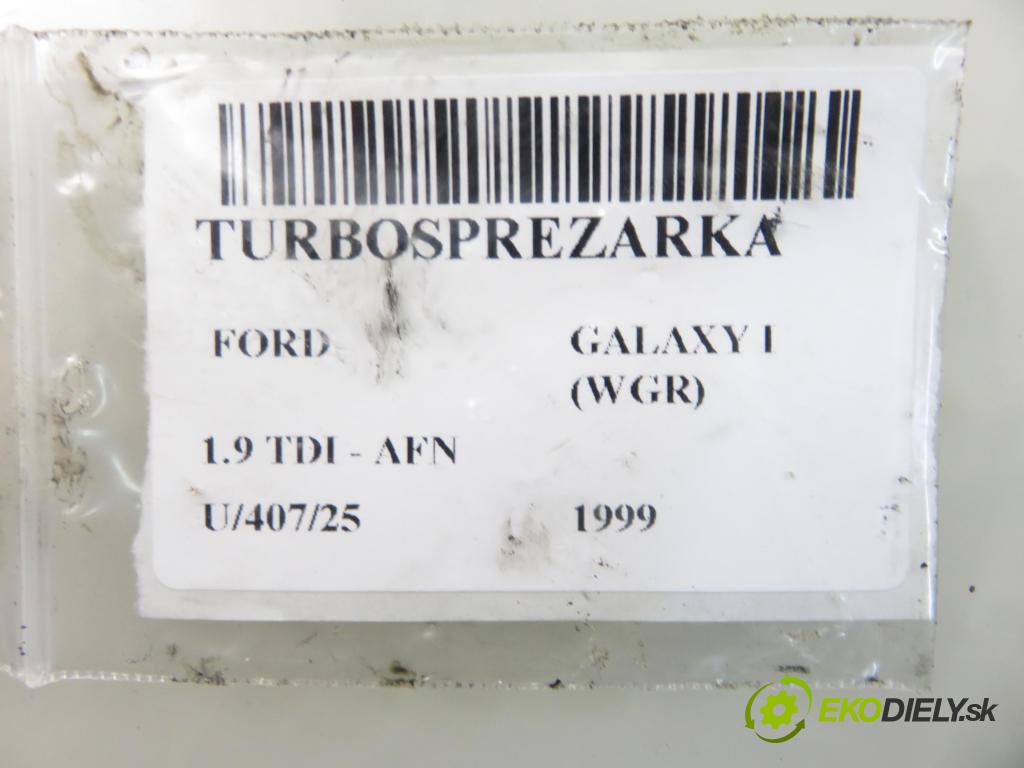 TURBOSPREZARKA
FORD GALAXY I
(WGR)
1.9 TDI - AFN
U/407/25 1999
EKODIELY.sk